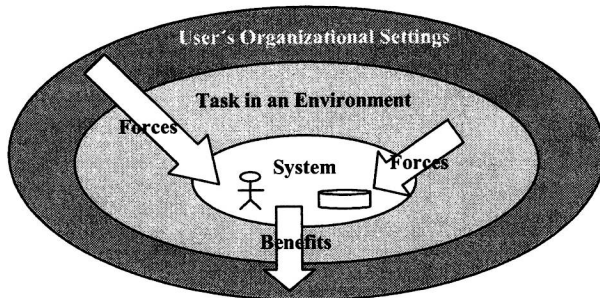 User´s Organizational Settings
Task in an Environment
Forces
Forces
System
Benefits